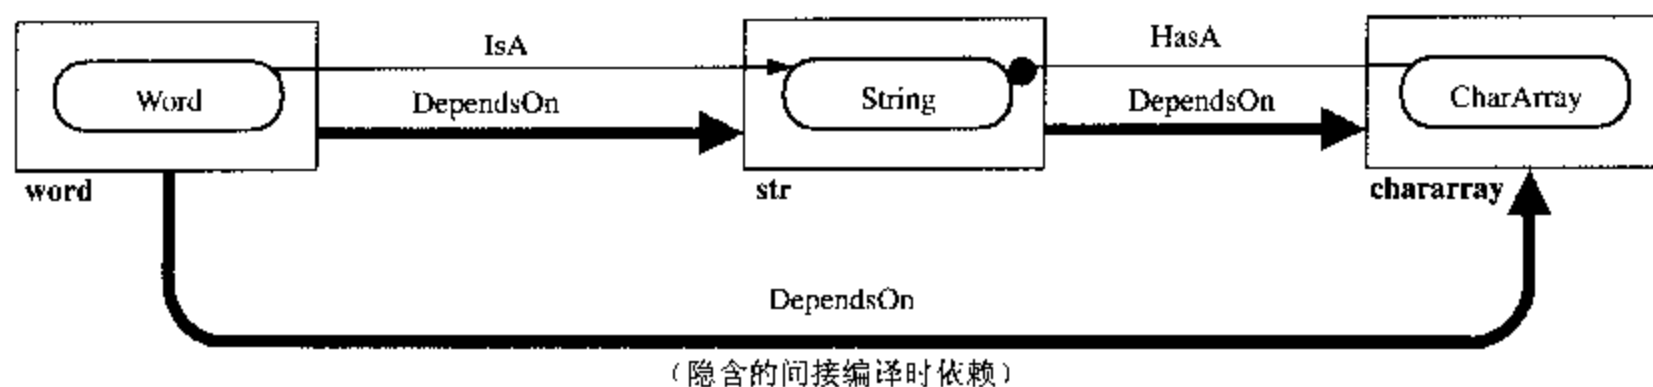 IsA
HasA
Word
DependsOn
String
DependsOn
CharArray
word
str
chararray
DependsOn
(隐含的间接编译时依赖)